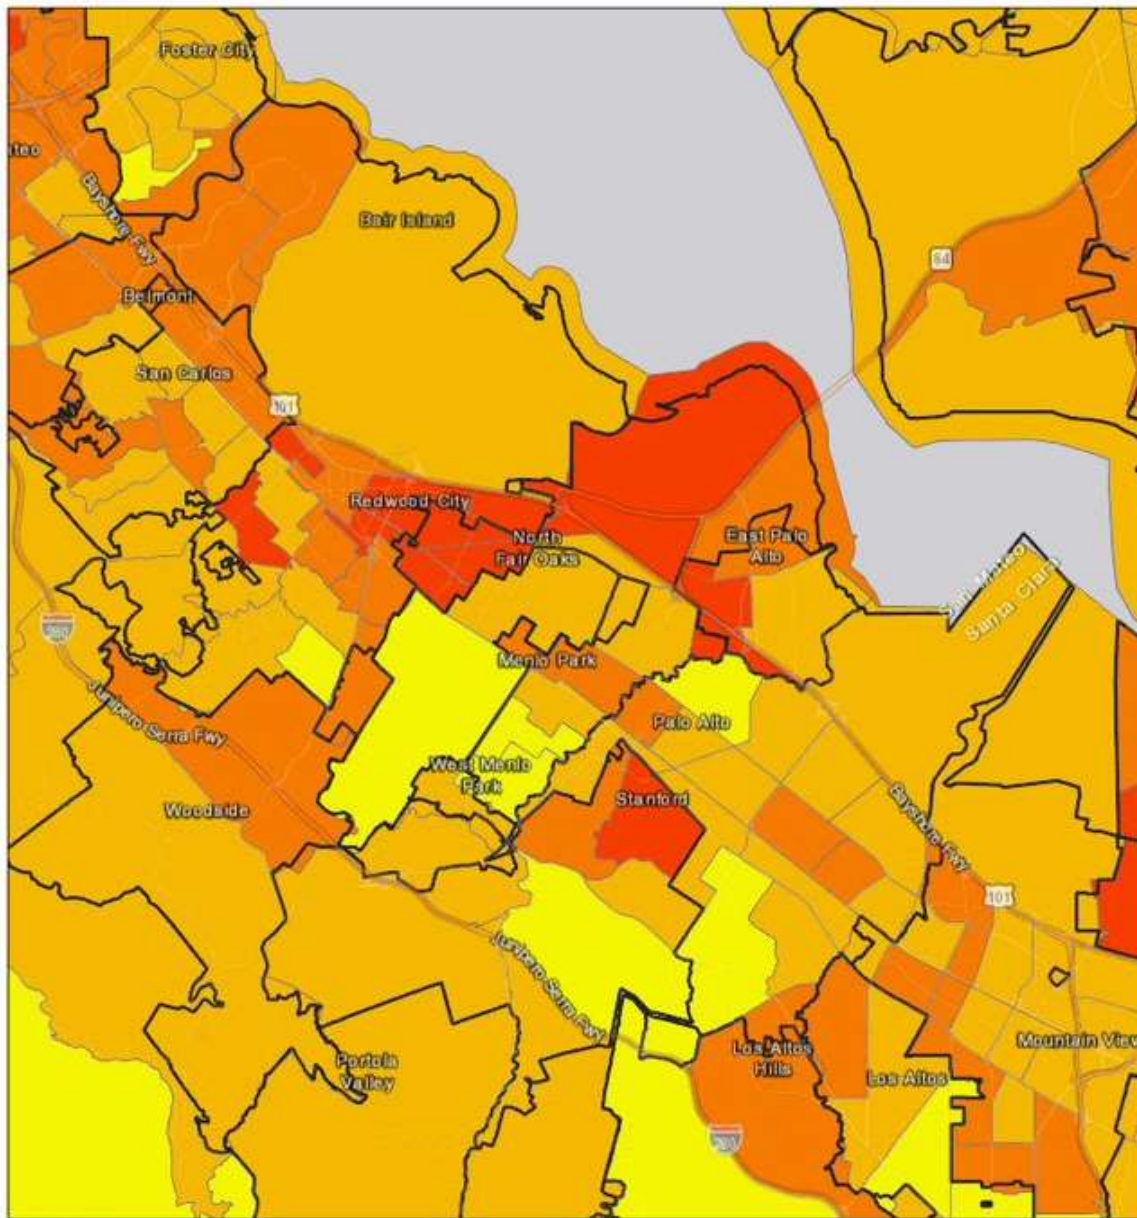 Foster City
ateo
Bayshore Fwy
Bair Island
84
Belmont
San Carlos
101
Redwood City
North
Fair Oaks
East Palo
Alto
San Mateo
Santa Clara
280
Menlo Park
Junipero Serra Fwy
Palo Alto
West Menlo
Park
Stanford
Woodside
Bayshore Fwy
101
Junipero Serra Fwy
Portola
Valley
Los Altos
Hills
Los Altos
Mountain View
280